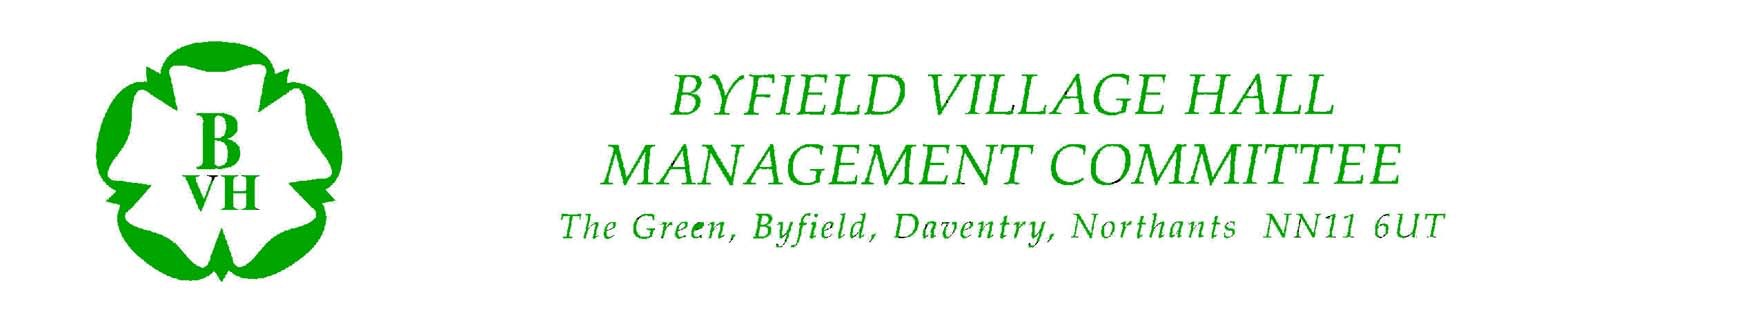 B
VH
BYFIELD VILLAGE HALL
MANAGEMENT COMMITTEE
The Green, Byfield, Daventry, Northants NN11 6UT